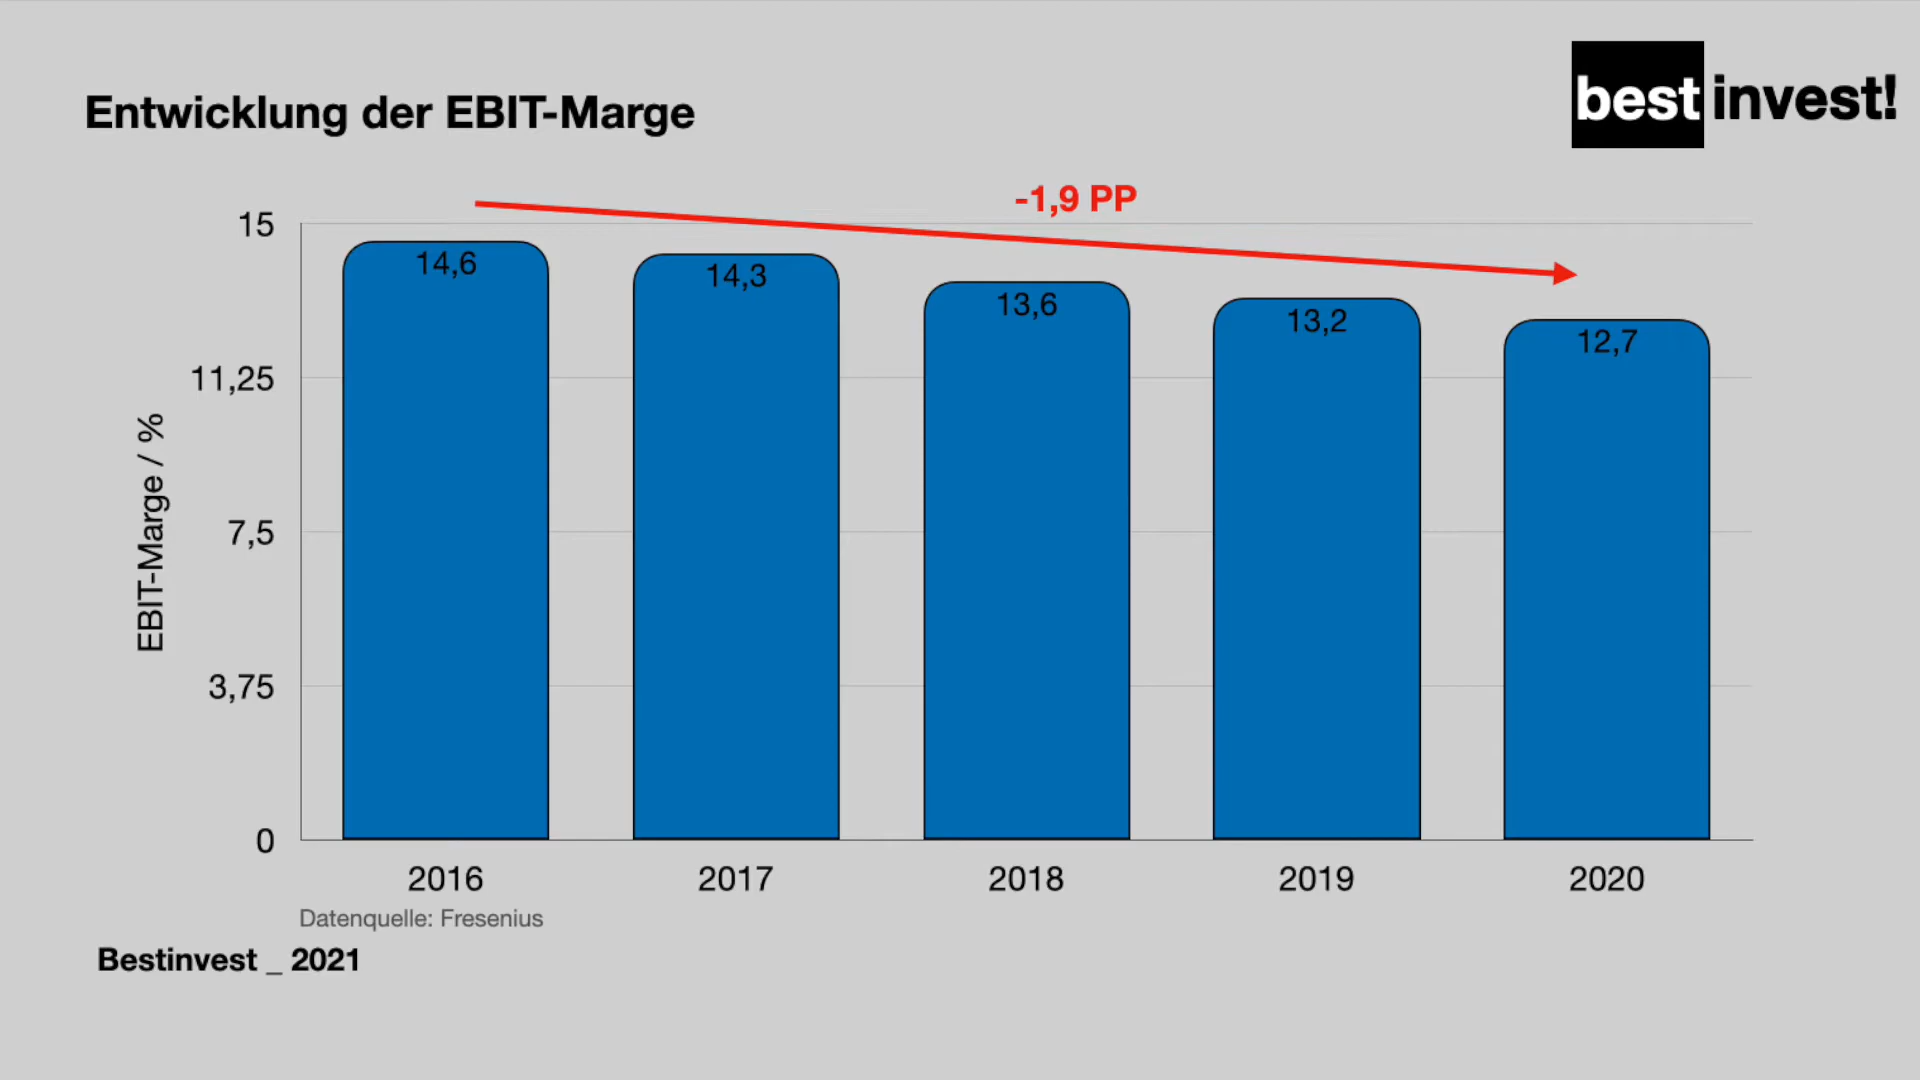 Entwicklung der EBIT-Marge
best invest!
-1,9 PP
15
11,25
7,5
3,75
0
EBIT-Marge / %
14,6
14,3
13,6
13,2
12,7
2016
2017
2018
2019
2020
Datenquelle: Fresenius
Bestinvest _ 2021